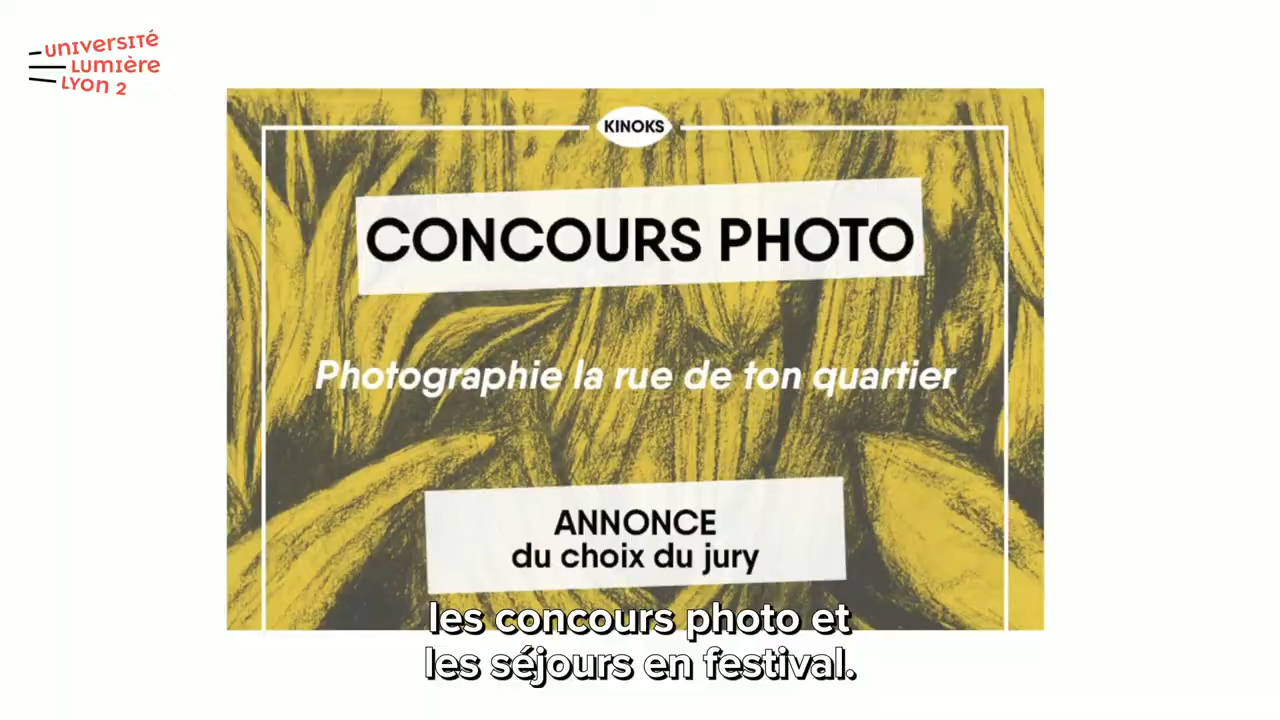 université
Lumière
Lyon 2
KINOKS
CONCOURS PHOTO
Photographie la rue de ton quartier
ANNONCE
du choix du jury
les concours photo et
les séjours en festival.